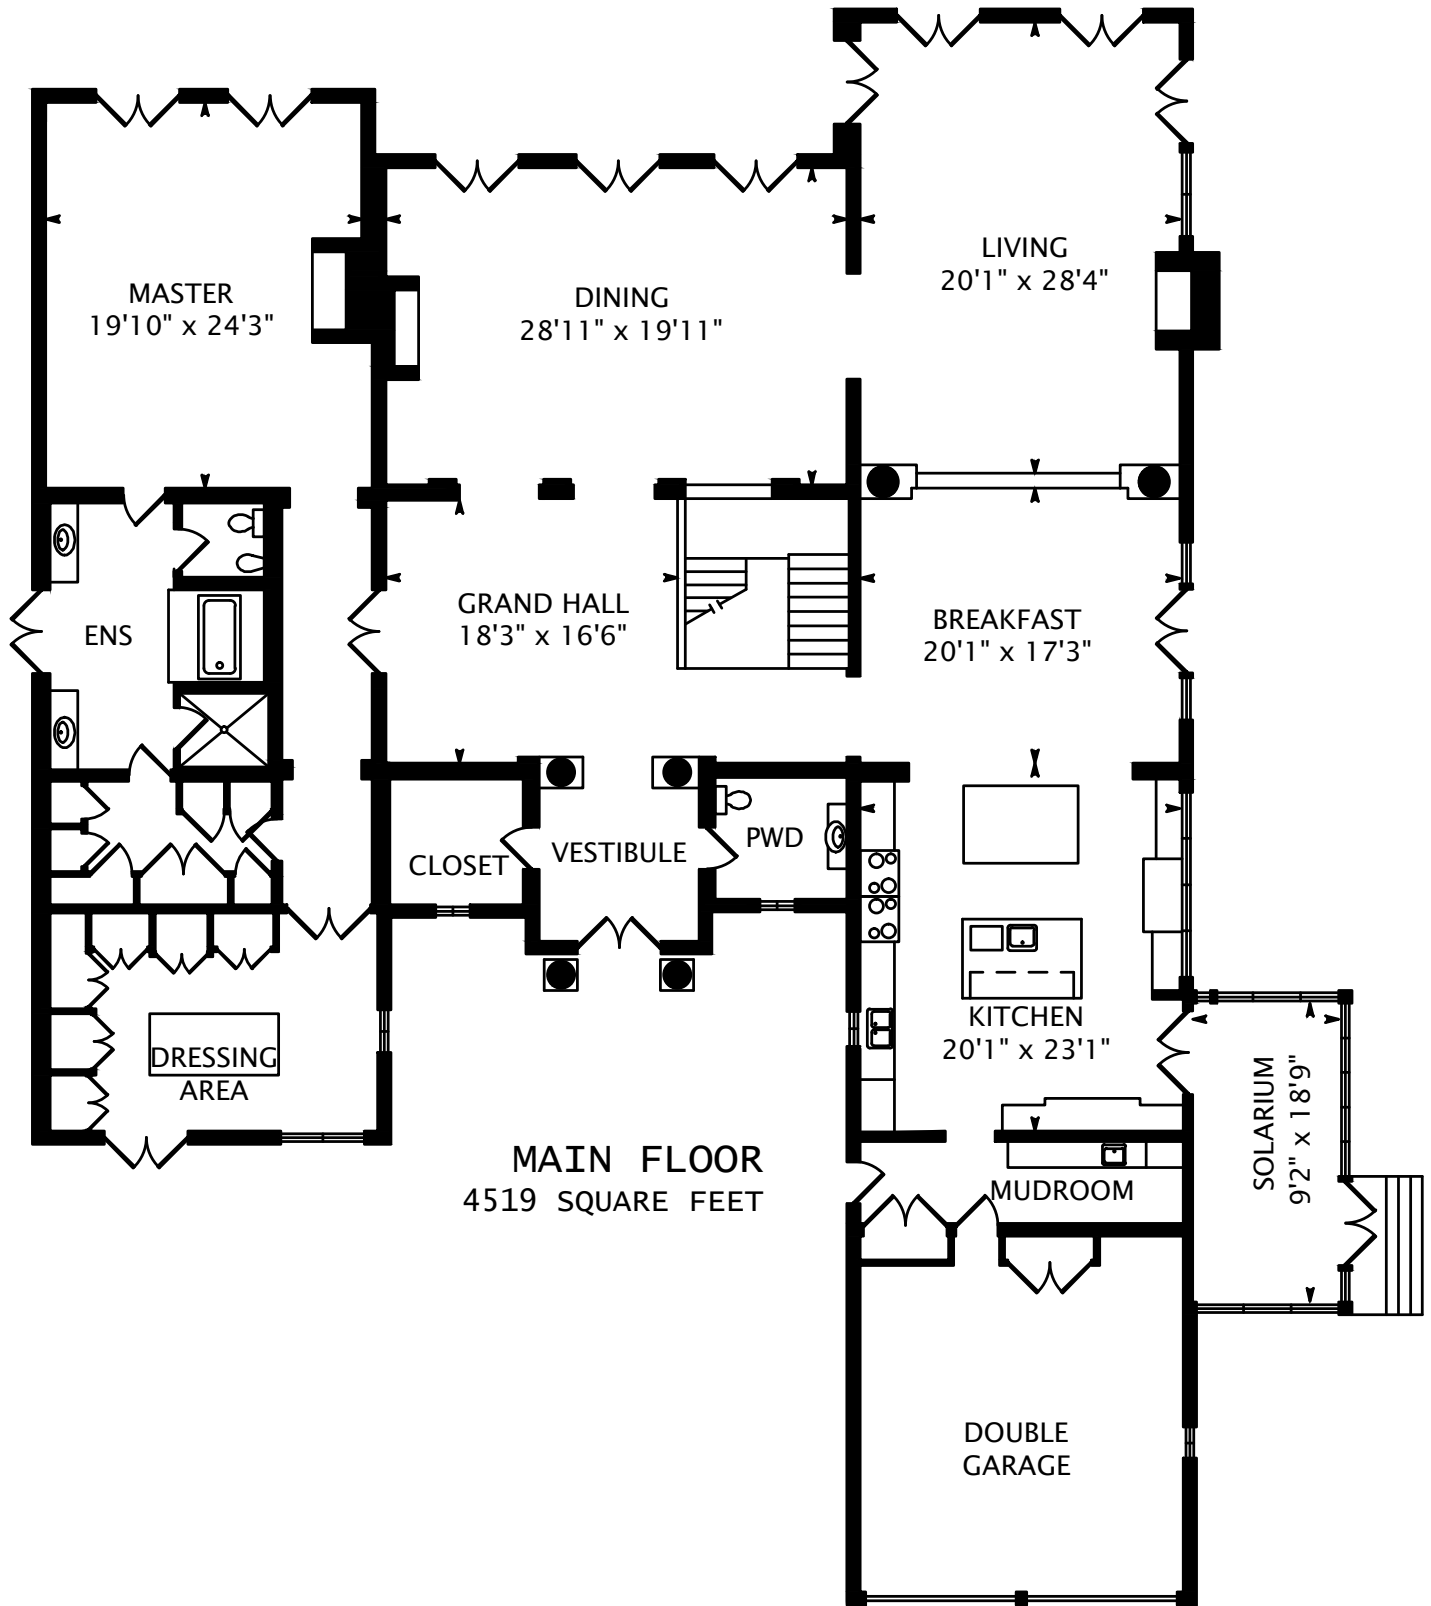 LIVING
20'1" x 28'4"
MASTER
19'10" x 24'3"
DINING
28'11" x 19'11"
GRAND HALL
18'3" x 16'6"
BREAKFAST
20'1" x 17'3"
ENS
CLOSET
VESTIBULE
PWD
KITCHEN
20'1" x 23'1"
DRESSING
AREA
SOLARIUM
9'2" x 18'9"
MAIN FLOOR
4519 SQUARE FEET
MUDROOM
DOUBLE
GARAGE